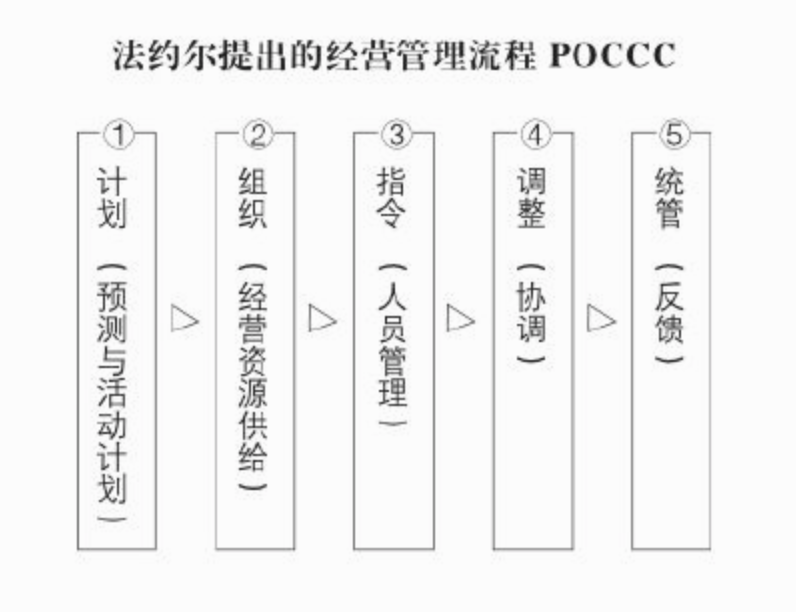 法约尔提出的经营管理流程 POCCC
①
计划（预测与活动计划）
②
组织（经营资源供给）
③
指令（人员管理）
④
调整（协调）
⑤
统管（反馈）